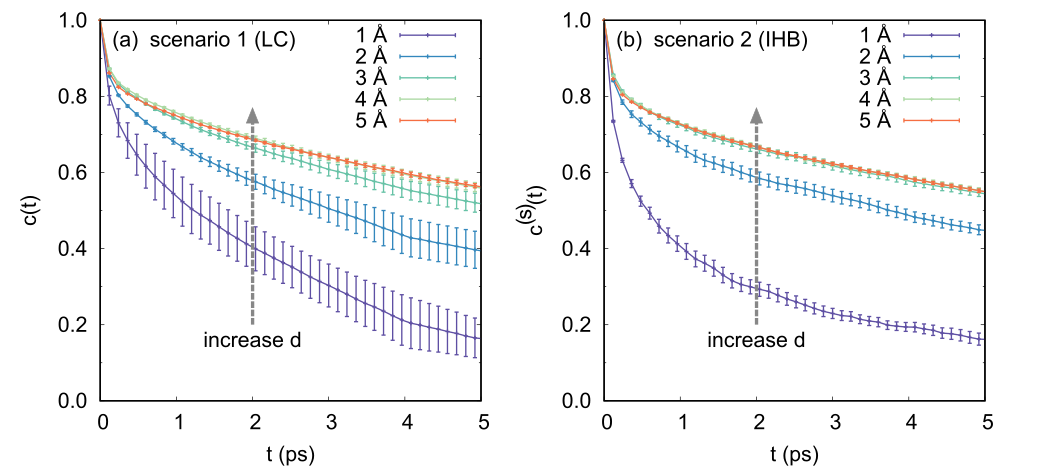 (a) scenario 1 (LC)
1 Å
2 Å
3 Å
4 Å
5 Å
increase d
c(t)
1.0
0.8
0.6
0.4
0.2
0.0
0 1 2 3 4 5
t (ps)
(b) scenario 2 (IHB)
1 Å
2 Å
3 Å
4 Å
5 Å
increase d
c(s)(t)
1.0
0.8
0.6
0.4
0.2
0.0
0 1 2 3 4 5
t (ps)